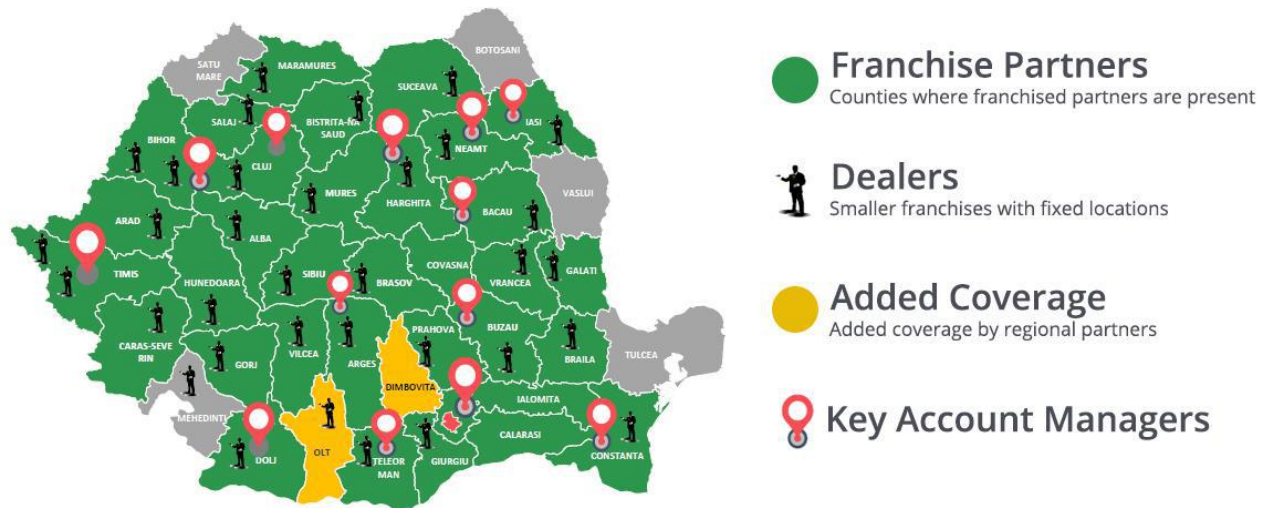 SATU
MARE
MARAMURES
BOTOSANI
SUCEAVA
SALAJ
BISTRITA-NA
SAUD
IASI
BIHOR
CLUJ
NEAMT
MURES
HARGHITA
VASLUI
BACAU
ARAD
ALBA
TIMIS
HUNEDOARA
SIBIU
BRASOV
COVASNA
VRANCEA
GALATI
CARAS-SEVE
RIN
GORJ
VILCEA
ARGES
PRAHOVA
BUZAU
BRAILA
TULCEA
DIMBOVITA
MEHEDINTI
IALOMITA
CALARASI
CONSTANTA
DOLJ
OLT
TELEOR
MAN
GIURGIU
Franchise Partners
Counties where franchised partners are present
Dealers
Smaller franchises with fixed locations
Added Coverage
Added coverage by regional partners
Key Account Managers